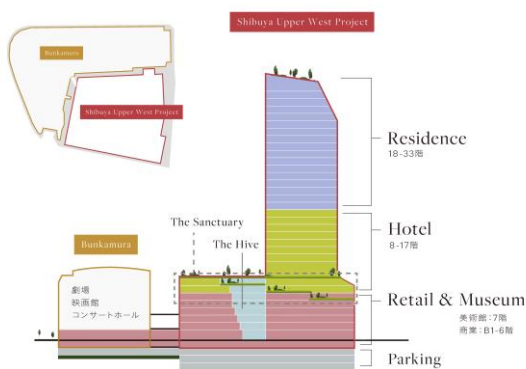 Shibuya Upper West Project
Bunkamura
Shibuya Upper West Project
Residence
18-33階
The Sanctuary
Hotel
8-17階
The Hive
Bunkamura
劇場
映画館
コンサートホール
Retail & Museum
美術館:7階
商業:B1-6階
Parking